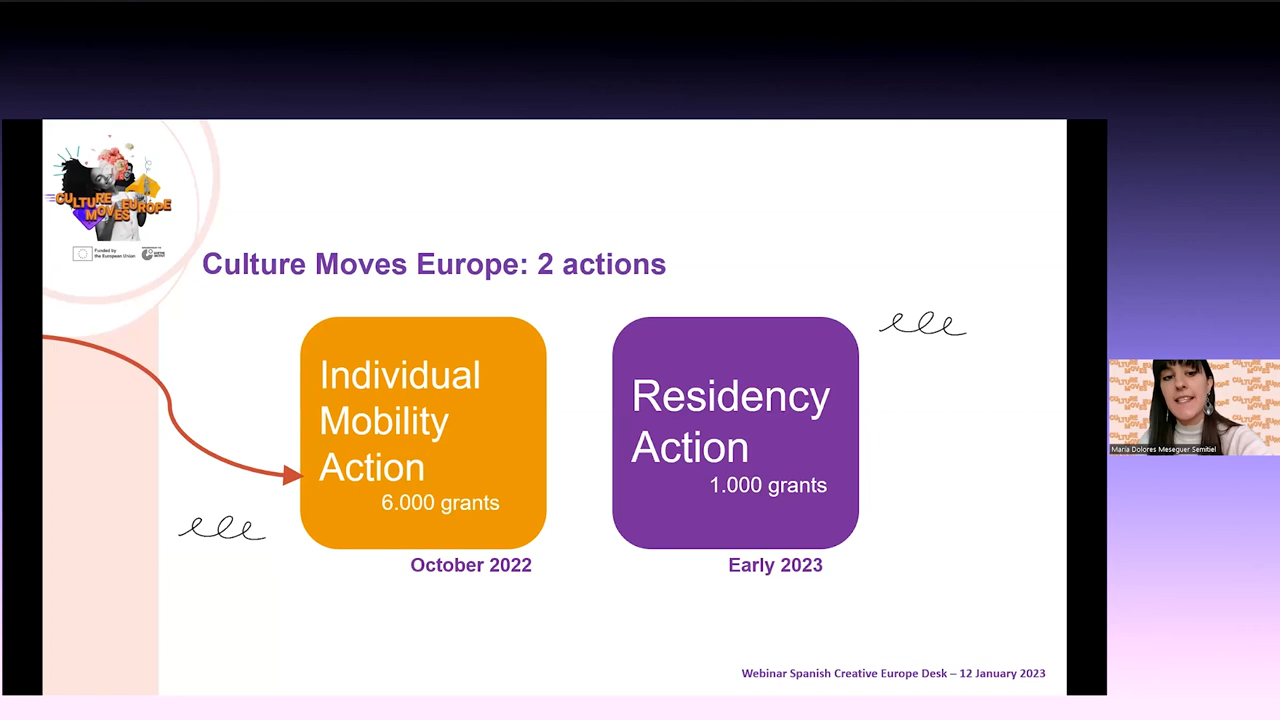 CULTURE
MOVES EUROPE
Funded by
the European Union
Culture Moves Europe: 2 actions
Individual
Mobility
Action
6.000 grants
October 2022
Residency
Action
1.000 grants
Early 2023
María Dolores Meseguer Semitiel
Webinar Spanish Creative Europe Desk – 12 January 2023